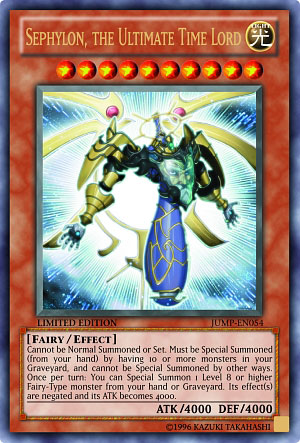 Sephylon, the Ultimate Time Lord
LIGHT
光
LIMITED EDITION JUMP-EN054
[Fairy / Effect]
Cannot be Normal Summoned or Set. Must be Special Summoned
(from your hand) by having 10 or more monsters in your
Graveyard, and cannot be Special Summoned by other ways.
Once per turn: You can Special Summon 1 Level 8 or higher
Fairy-Type monster from your hand or Graveyard. Its effect(s)
are negated and its ATK becomes 4000.
ATK/4000 DEF/4000
©1996 KAZUKI TAKAHASHI